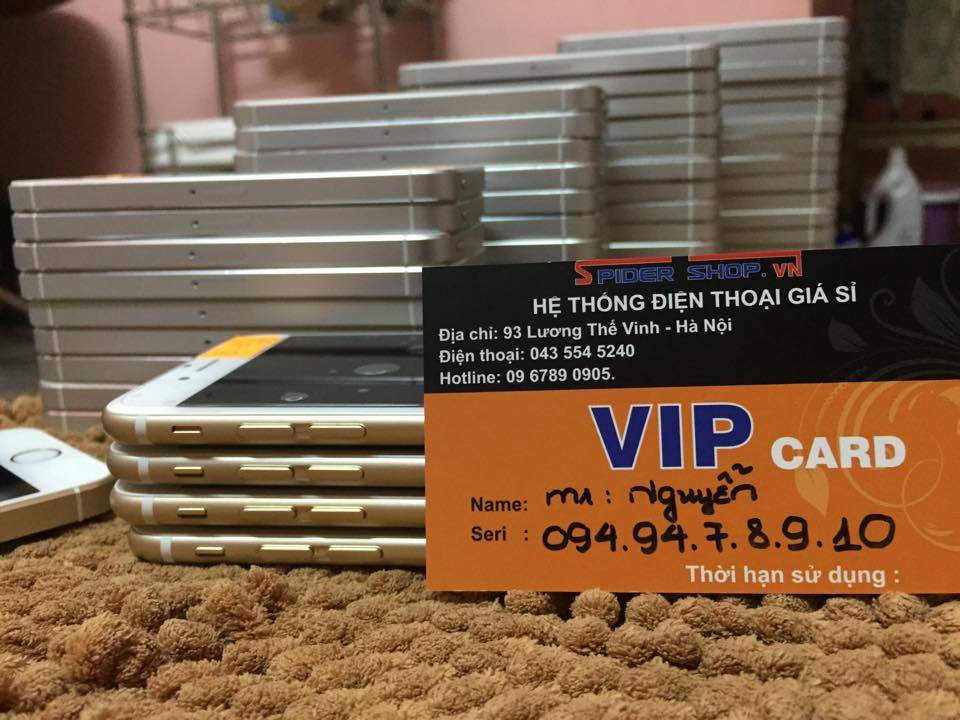 SPIDER SHOP.VN
HỆ THỐNG ĐIỆN THOẠI GIÁ SỈ
Địa chỉ: 93 Lương Thế Vinh - Hà Nội
Điện thoại: 043 554 5240
Hotline: 09 6789 0905.
VIP CARD
Name: mr : Nguyễn
Seri : 094.94.7.8.9.10
Thời hạn sử dụng :